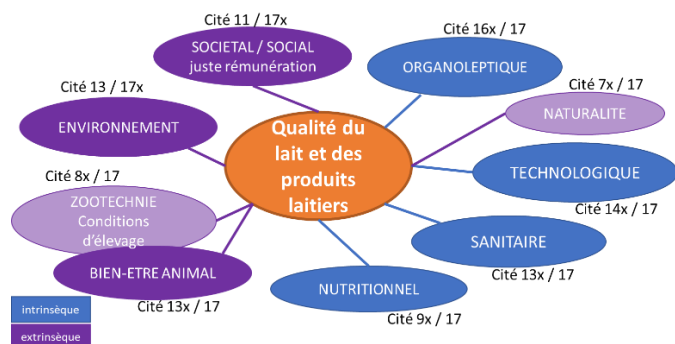 Cité 11 / 17x
SOCIETAL / SOCIAL
juste rémunération
Cité 16x / 17
ORGANOLEPTIQUE
Cité 7x / 17
NATURALITE
Cité 13 / 17x
ENVIRONNEMENT
Qualité du
lait et des
produits
laitiers
TECHNOLOGIQUE
Cité 14x / 17
Cité 8x / 17
ZOOTECHNIE
Conditions
d'élevage
SANITAIRE
Cité 13x / 17
BIEN-ETRE ANIMAL
Cité 13x / 17
NUTRITIONNEL
Cité 9x / 17
intrinsèque
extrinsèque